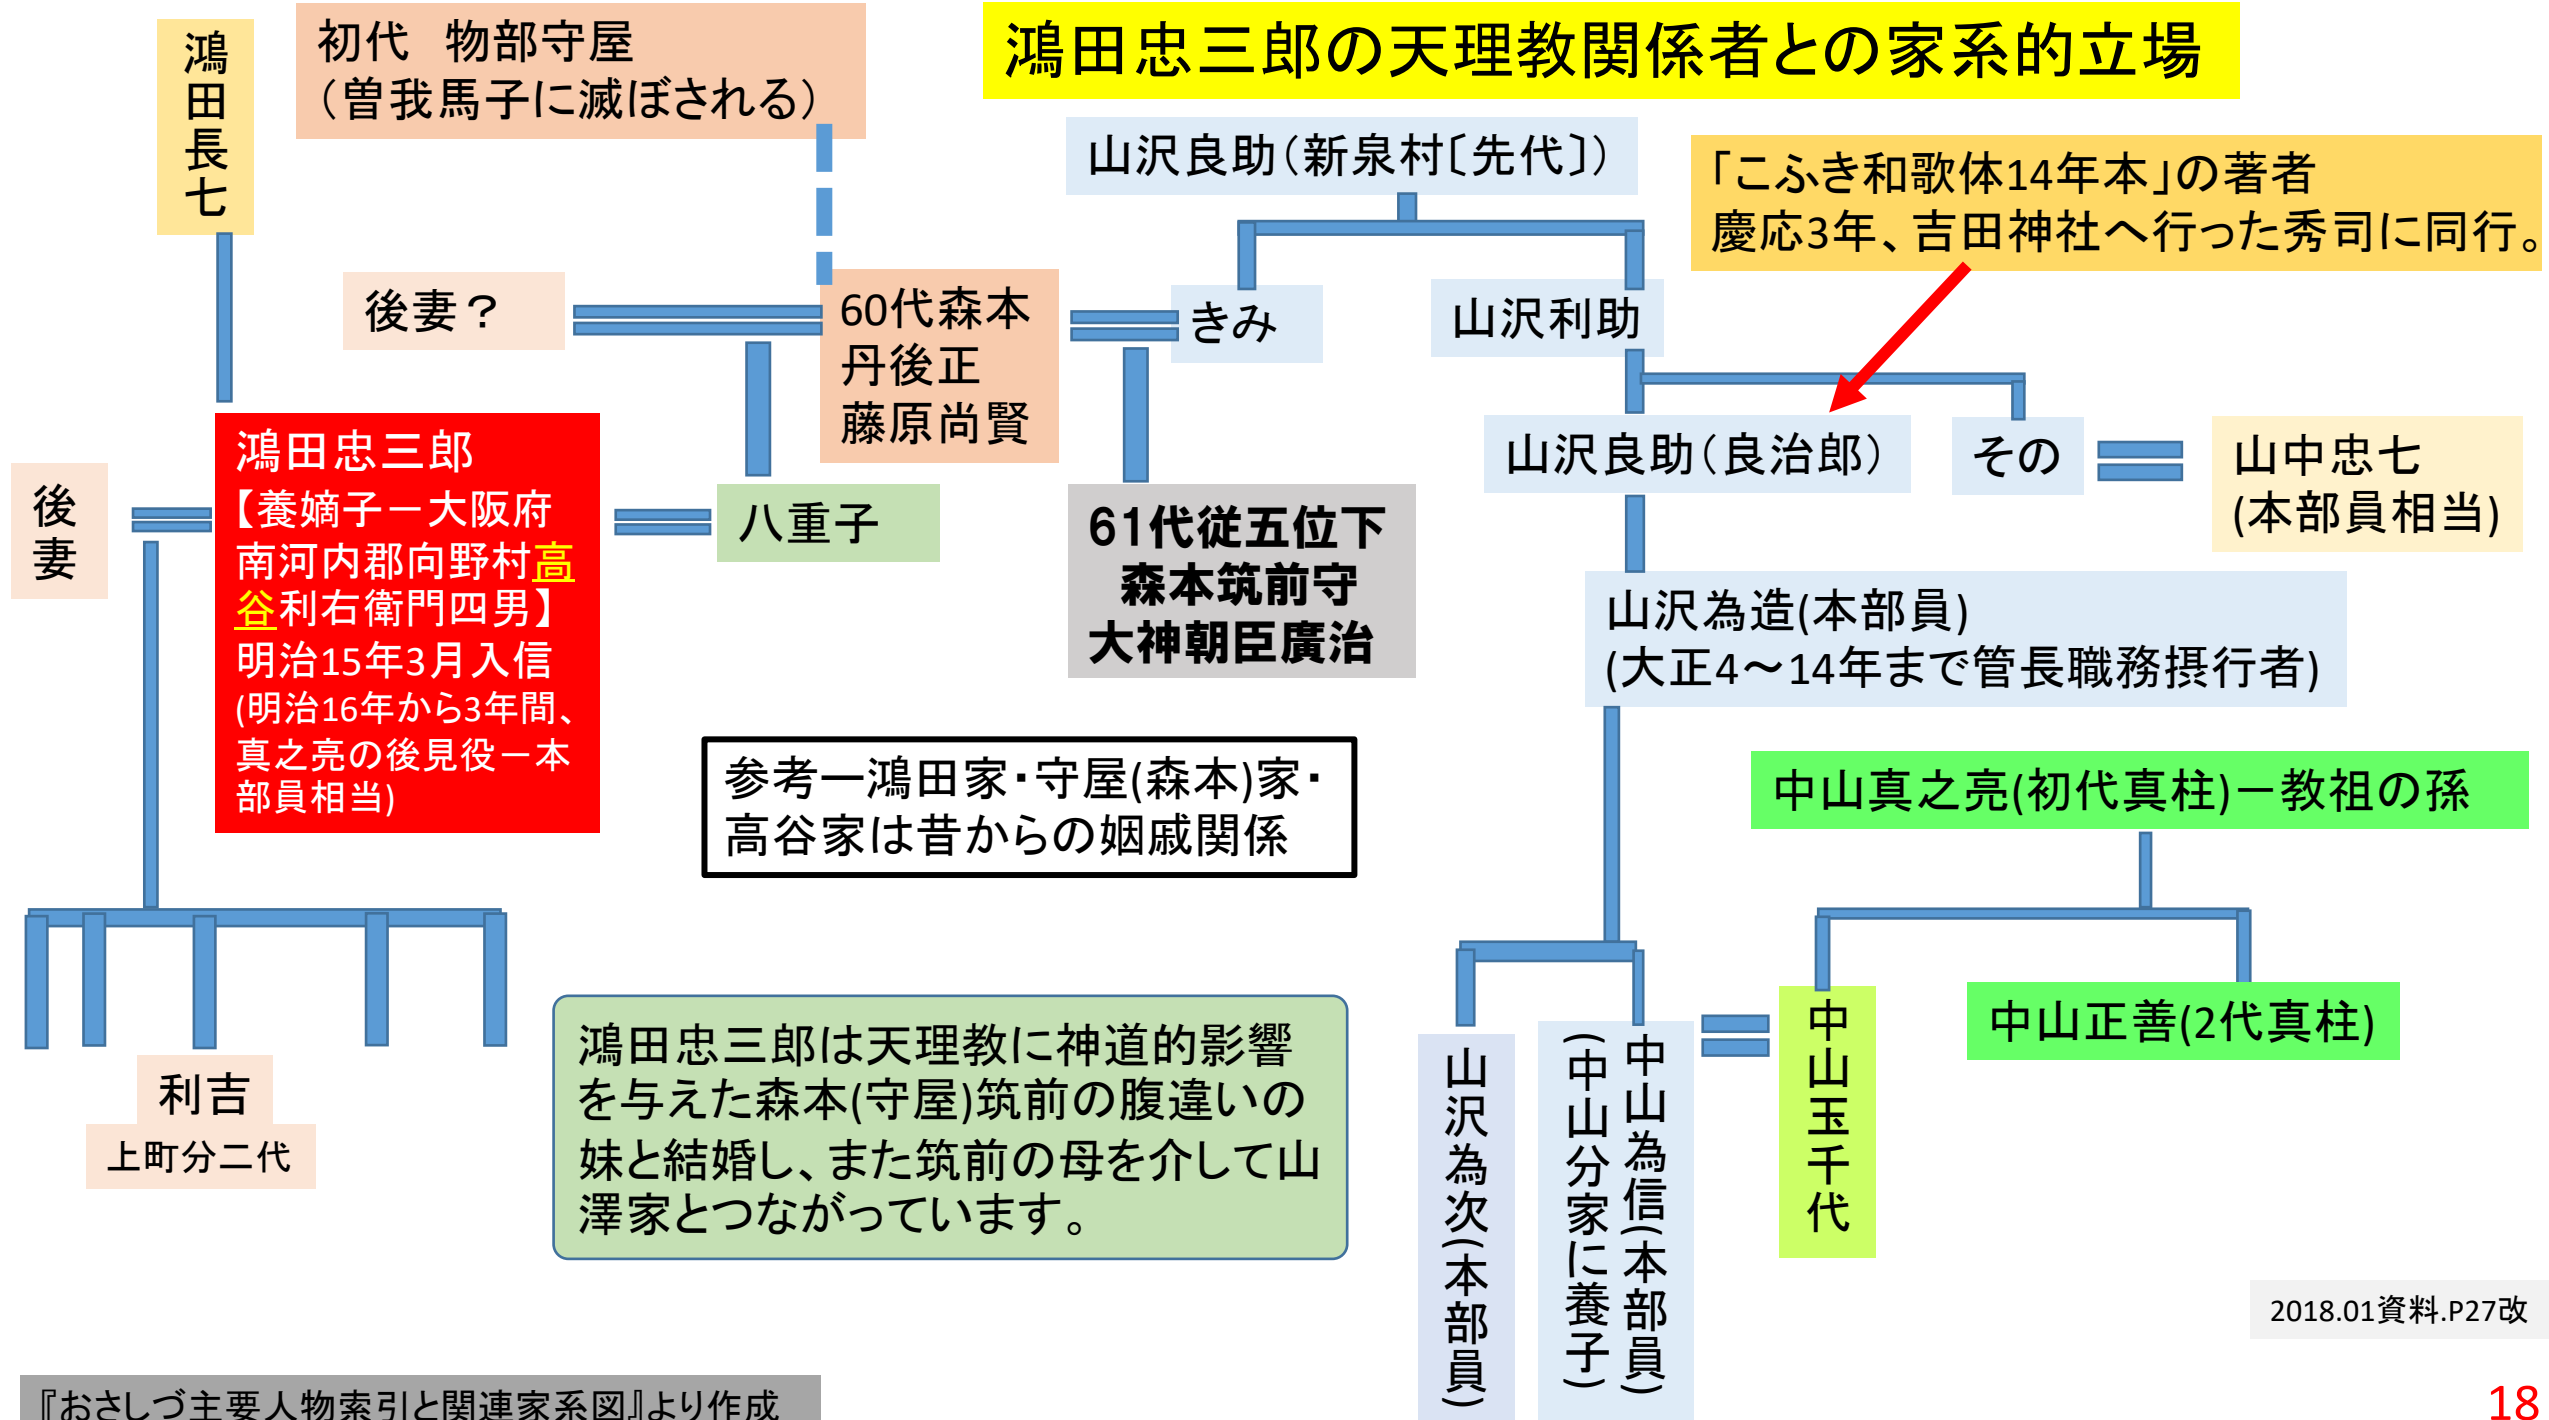 鴻田忠三郎の天理教関係者との家系的立場
鴻田長七
初代　物部守屋
（曽我馬子に滅ぼされる）
山沢良助（新泉村〔先代〕）
「こふき和歌体14年本」の著者
慶応3年、吉田神社へ行った秀司に同行。
後妻？
60代森本
丹後正
藤原尚賢
きみ
山沢利助
後妻
鴻田忠三郎
【養嫡子－大阪府
南河内郡向野村高
谷利右衛門四男】
明治15年3月入信
(明治16年から3年間、
真之亮の後見役－本
部員相当)
八重子
61代従五位下
森本筑前守
大神朝臣廣治
山沢良助（良治郎）
その
山中忠七
(本部員相当)
山沢為造(本部員)
(大正4～14年まで管長職務摂行者)
参考－鴻田家・守屋(森本)家・
高谷家は昔からの姻戚関係
中山真之亮(初代真柱)－教祖の孫
利吉
上町分二代
鴻田忠三郎は天理教に神道的影響
を与えた森本(守屋)筑前の腹違いの
妹と結婚し、また筑前の母を介して山
澤家とつながっています。
山沢為次(本部員)
中山為信(本部員)
(中山分家に養子)
中山玉千代
中山正善(2代真柱)
2018.01資料.P27改
『おさしづ主要人物索引と関連家系図』より作成
18